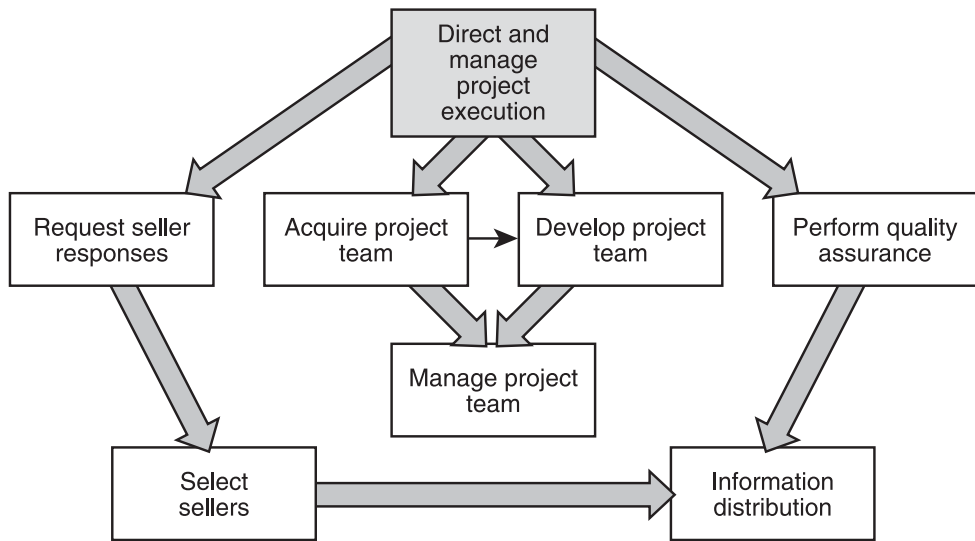 Direct and
manage
project
execution
Request seller
responses
Acquire project
team
Develop project
team
Perform quality
assurance
Manage project
team
Select
sellers
Information
distribution